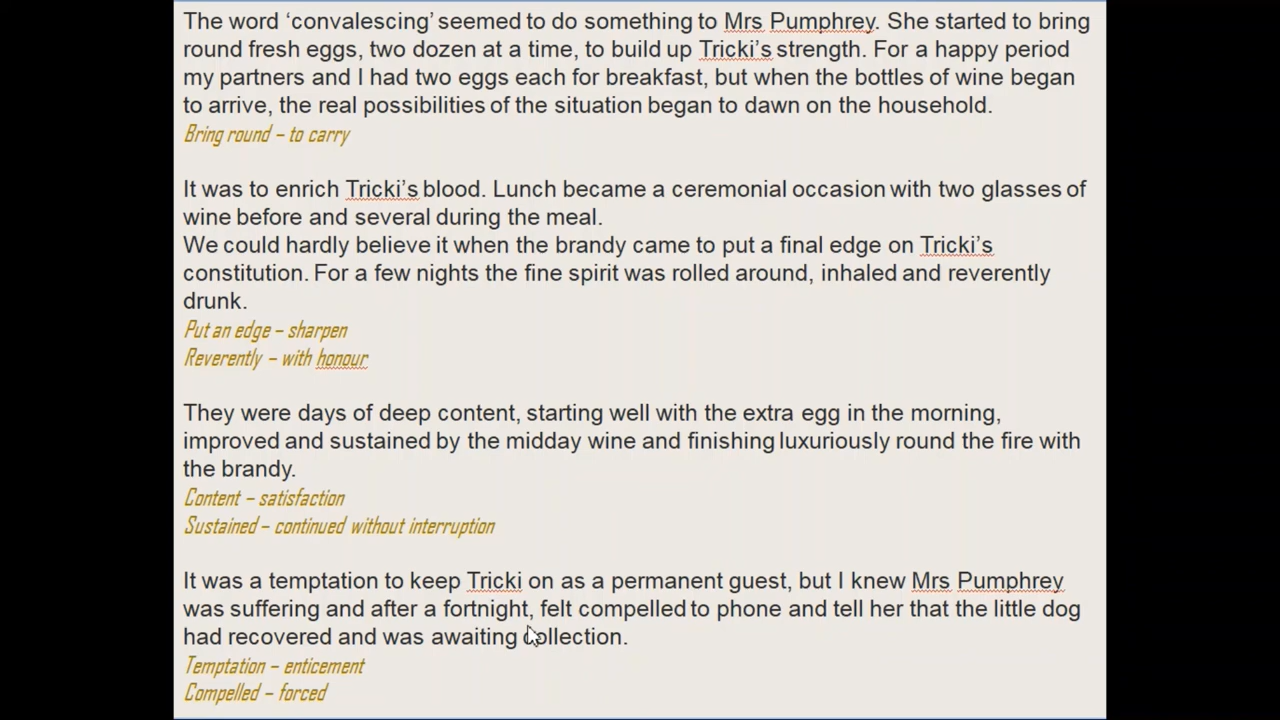 The word ‘convalescing’ seemed to do something to Mrs Pumphrey. She started to bring
round fresh eggs, two dozen at a time, to build up Tricki’s strength. For a happy period
my partners and I had two eggs each for breakfast, but when the bottles of wine began
to arrive, the real possibilities of the situation began to dawn on the household.
Bring round – to carry
It was to enrich Tricki’s blood. Lunch became a ceremonial occasion with two glasses of
wine before and several during the meal.
We could hardly believe it when the brandy came to put a final edge on Tricki’s
constitution. For a few nights the fine spirit was rolled around, inhaled and reverently
drunk.
Put an edge – sharpen
Reverently – with honour
They were days of deep content, starting well with the extra egg in the morning,
improved and sustained by the midday wine and finishing luxuriously round the fire with
the brandy.
Content – satisfaction
Sustained – continued without interruption
It was a temptation to keep Tricki on as a permanent guest, but I knew Mrs Pumphrey
was suffering and after a fortnight, felt compelled to phone and tell her that the little dog
had recovered and was awaiting collection.
Temptation – enticement
Compelled – forced